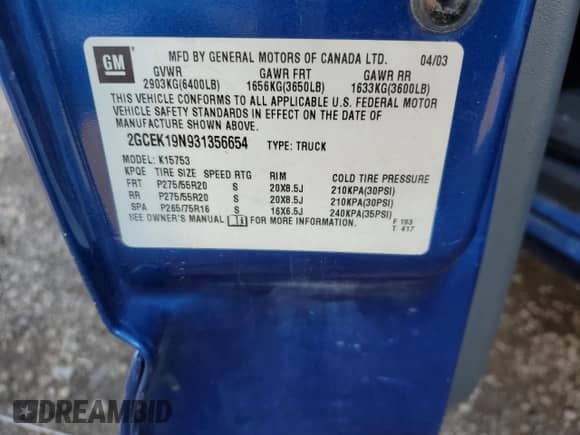 GM
MFD BY GENERAL MOTORS OF CANADA LTD. 04/03
GVWR GAWR FRT GAWR RR
2903KG(6400LB) 1656KG(3650LB) 1633KG(3600LB)
THIS VEHICLE CONFORMS TO ALL APPLICABLE U.S. FEDERAL MOTOR
VEHICLE SAFETY STANDARDS IN EFFECT ON THE DATE OF
MANUFACTURE SHOWN ABOVE.
2GCEK19N931356654 TYPE: TRUCK
MODEL: K15753
KPQE TIRE SIZE SPEED RTG RIM COLD TIRE PRESSURE
FRT P275/55R20 S 20X8.5J 210KPA(30PSI)
RR P275/55R20 S 20X8.5J 210KPA(30PSI)
SPA P265/75R16 S 16X6.5J 240KPA(35PSI)
SEE OWNER'S MANUAL FOR MORE INFORMATION.
F 193
T 417
DREAMBID